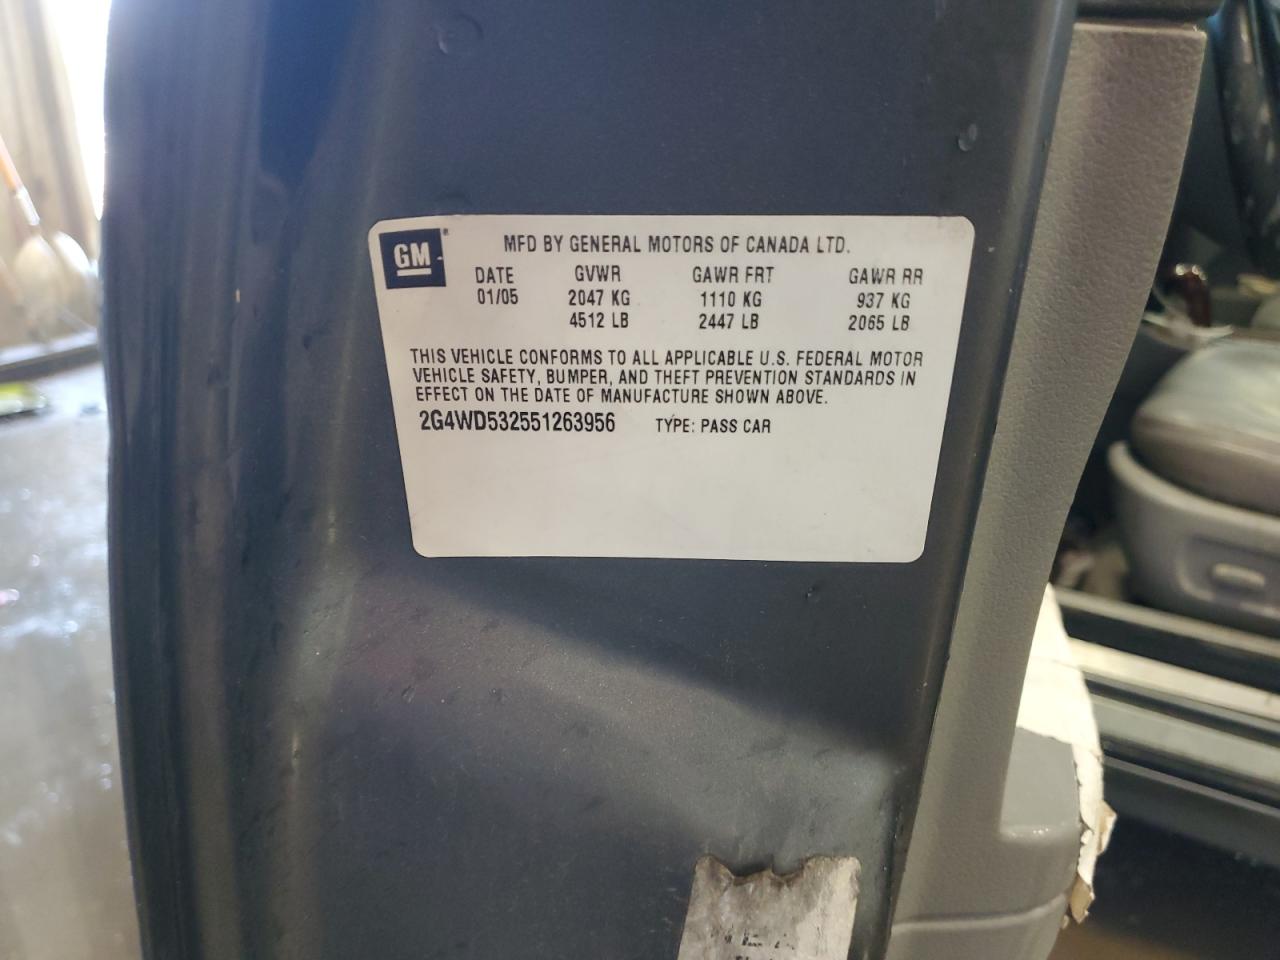 GM
MFD BY GENERAL MOTORS OF CANADA LTD.
DATE GVWR GAWR FRT GAWR RR
01/05 2047 KG 1110 KG 937 KG
4512 LB 2447 LB 2065 LB
THIS VEHICLE CONFORMS TO ALL APPLICABLE U.S. FEDERAL MOTOR
VEHICLE SAFETY, BUMPER, AND THEFT PREVENTION STANDARDS IN
EFFECT ON THE DATE OF MANUFACTURE SHOWN ABOVE.
2G4WD532551263956 TYPE: PASS CAR